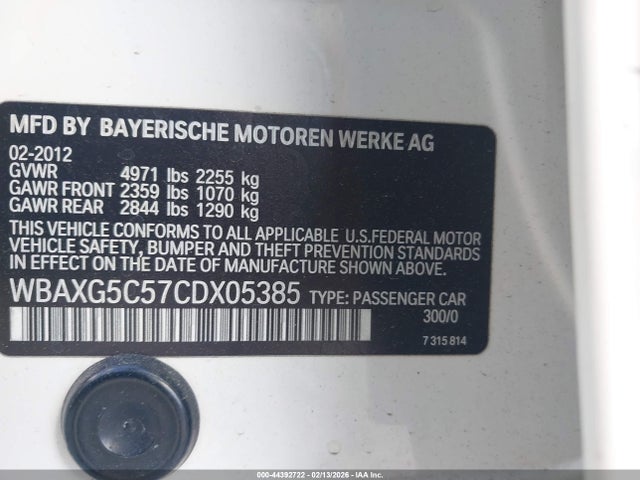 MFD BY BAYERISCHE MOTOREN WERKE AG
02-2012
GVWR 4971 lbs 2255 kg
GAWR FRONT 2359 lbs 1070 kg
GAWR REAR 2844 lbs 1290 kg
THIS VEHICLE CONFORMS TO ALL APPLICABLE U.S.FEDERAL MOTOR
VEHICLE SAFETY, BUMPER AND THEFT PREVENTION STANDARDS
IN EFFECT ON THE DATE OF MANUFACTURE SHOWN ABOVE.
WBAXG5C57CDX05385 TYPE: PASSENGER CAR
300/0
7 315 814
000-44392722 - 02/13/2026 - IAA Inc.